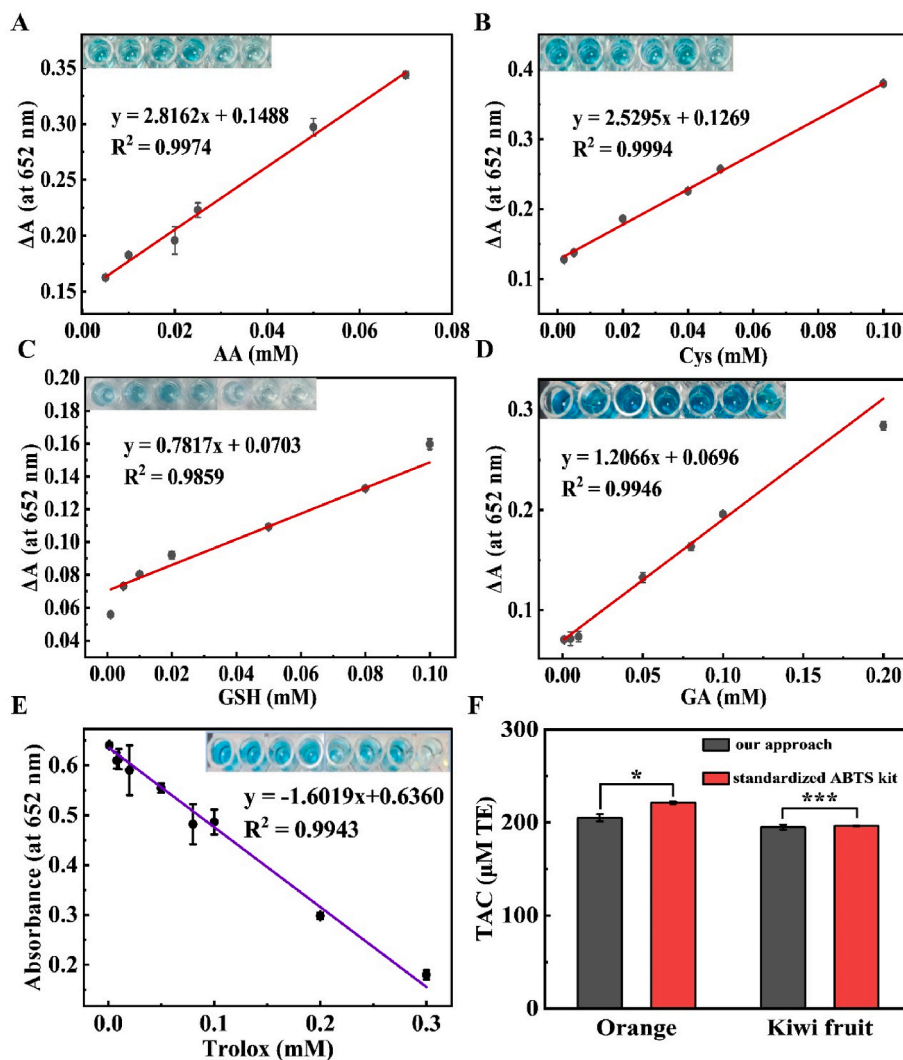 A
0.35
0.30
0.25
0.20
0.15
ΔA (at 652 nm)
y = 2.8162x + 0.1488
R² = 0.9974
0.00 0.02 0.04 0.06 0.08
AA (mM)
B
0.4
0.3
0.2
0.1
ΔA (at 652 nm)
y = 2.5295x + 0.1269
R² = 0.9994
0.00 0.02 0.04 0.06 0.08 0.10
Cys (mM)
C
0.20
0.18
0.16
0.14
0.12
0.10
0.08
0.06
0.04
ΔA (at 652 nm)
y = 0.7817x + 0.0703
R² = 0.9859
0.00 0.02 0.04 0.06 0.08 0.10
GSH (mM)
D
0.3
0.2
0.1
ΔA (at 652 nm)
y = 1.2066x + 0.0696
R² = 0.9946
0.00 0.05 0.10 0.15 0.20
GA (mM)
E
0.6
0.5
0.3
0.2
Absorbance (at 652 nm)
y = -1.6019x+0.6360
R² = 0.9943
0.0 0.1 0.2 0.3
Trolox (mM)
F
300
200
100
0
TAC (μM TE)
our approach
standardized ABTS kit
*
***
Orange Kiwi fruit